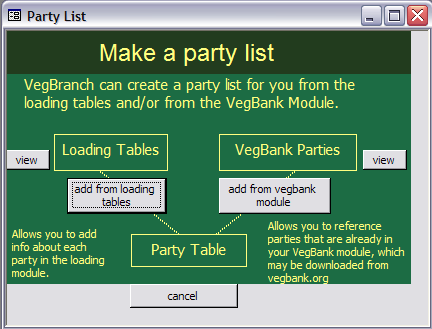 Party List
Make a party list
VegBranch can create a party list for you from the
loading tables and/or from the VegBank Module.
Loading Tables
VegBank Parties
view
view
add from loading
tables
add from vegbank
module
Allows you to add
info about each
party in the loading
module.
Party Table
Allows you to reference
parties that are already in
your VegBank module, which
may be downloaded from
vegbank.org
cancel